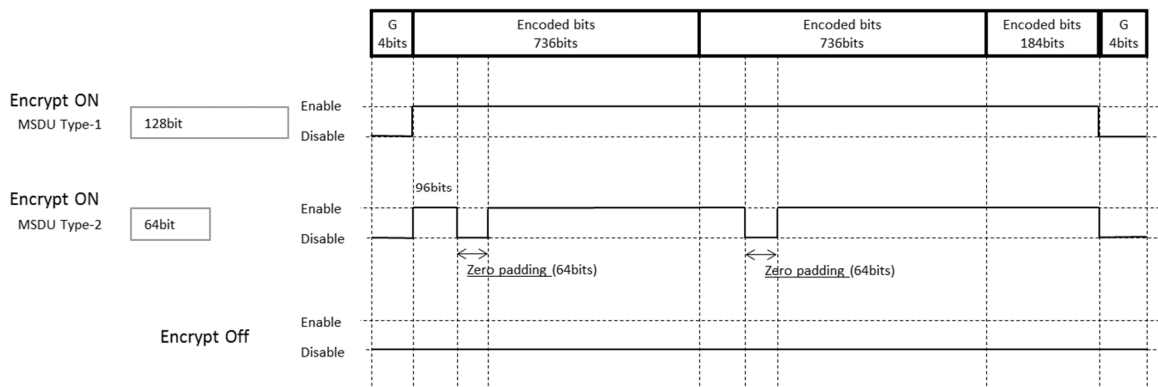 G
4bits
Encoded bits
736bits
Encoded bits
736bits
Encoded bits
184bits
G
4bits
Encrypt ON
MSDU Type-1
128bit
Enable
Disable
Encrypt ON
MSDU Type-2
64bit
96bits
Enable
Disable
Zero padding (64bits)
Zero padding (64bits)
Encrypt Off
Enable
Disable